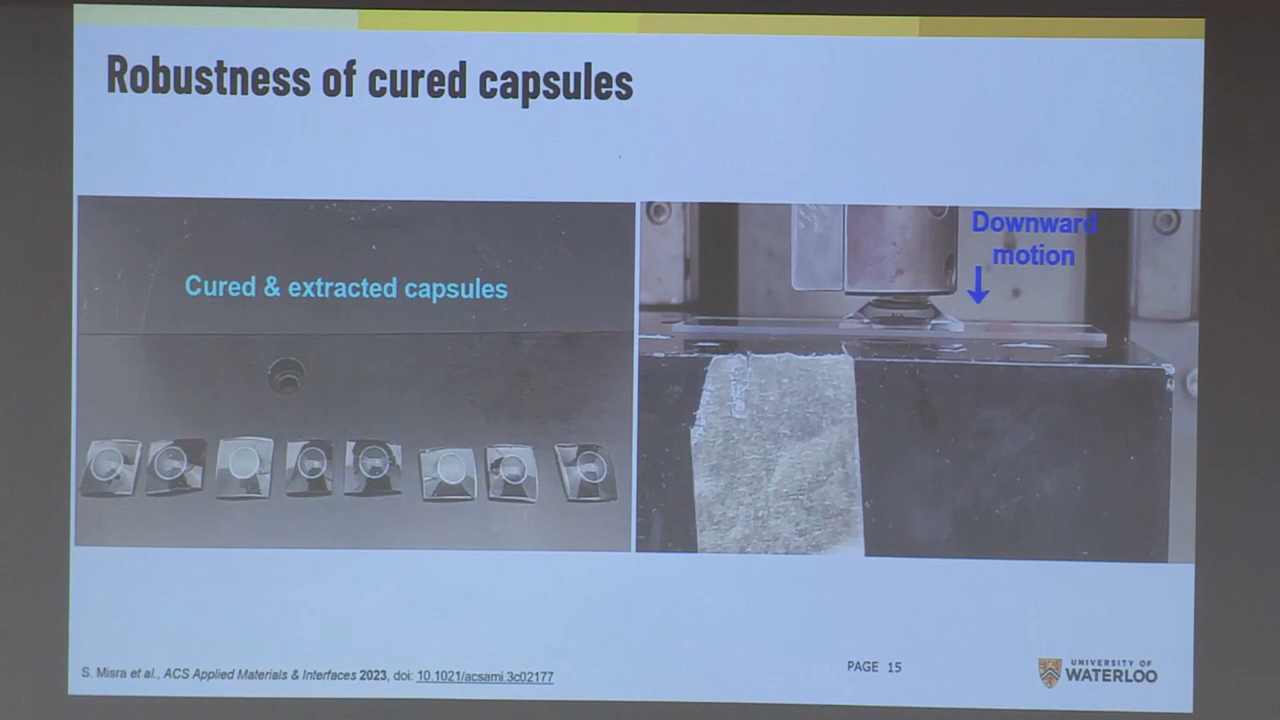 Robustness of cured capsules
Cured & extracted capsules
Downward
motion
S. Misra et al., ACS Applied Materials & Interfaces 2023, doi: 10.1021/acsami.3c02177
PAGE 15
UNIVERSITY OF
WATERLOO